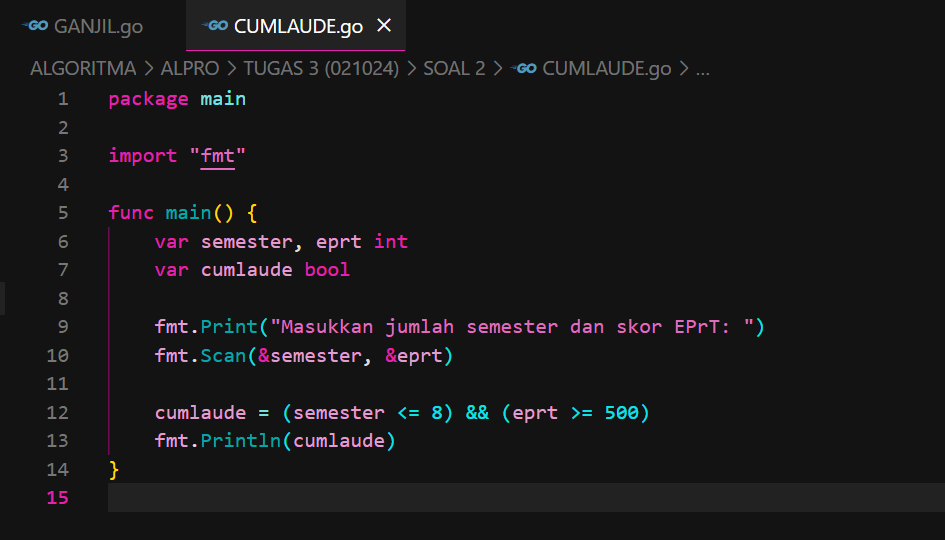 GO GANJIL.go GO CUMLAUDE.go ×
ALGORITMA > ALPRO > TUGAS 3 (021024) > SOAL 2 > GO CUMLAUDE.go > ...
1 package main
2
3 import "fmt"
4
5 func main() {
6     var semester, eprt int
7     var cumlaude bool
8
9     fmt.Print("Masukkan jumlah semester dan skor EPrT: ")
10     fmt.Scan(&semester, &eprt)
11
12     cumlaude = (semester <= 8) && (eprt >= 500)
13     fmt.Println(cumlaude)
14 }
15